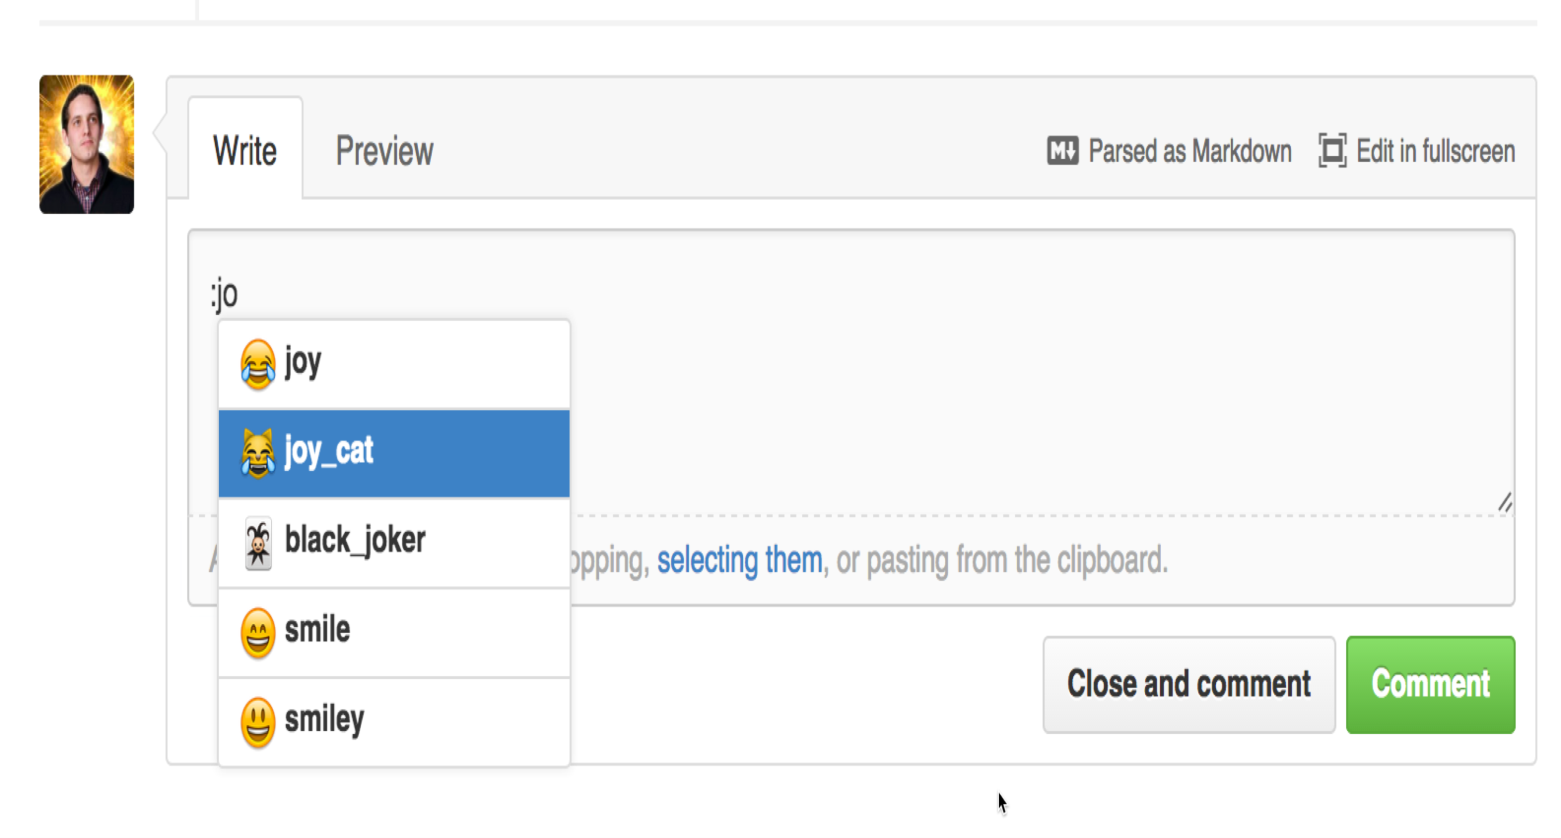 Write Preview Parsed as Markdown Edit in fullscreen
:jo
joy
joy_cat
black_joker
opping, selecting them, or pasting from the clipboard.
smile
smiley
Close and comment Comment